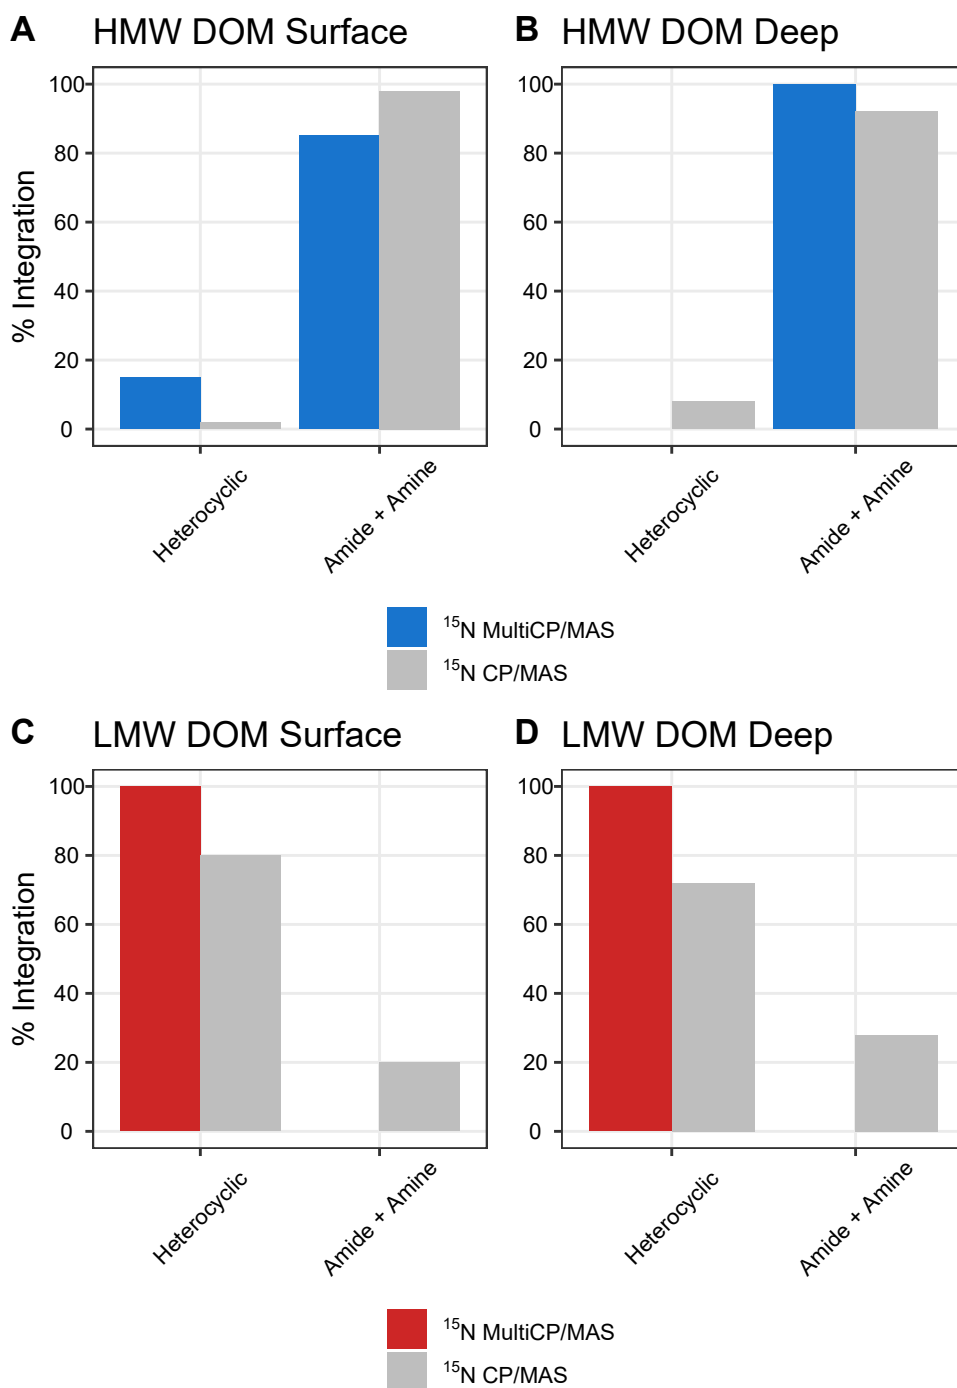 A HMW DOM Surface
B HMW DOM Deep
% Integration
100
80
60
40
20
0
100
80
60
40
20
0
Heterocyclic
Amide + Amine
Heterocyclic
Amide + Amine
¹⁵N MultiCP/MAS
¹⁵N CP/MAS
C LMW DOM Surface
D LMW DOM Deep
% Integration
100
80
60
40
20
0
100
80
60
40
20
0
Heterocyclic
Amide + Amine
Heterocyclic
Amide + Amine
¹⁵N MultiCP/MAS
¹⁵N CP/MAS